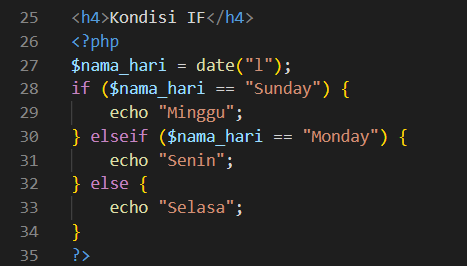 25 <h4>Kondisi IF</h4>
26 <?php
27 $nama_hari = date("l");
28 if ($nama_hari == "Sunday") {
29     echo "Minggu";
30 } elseif ($nama_hari == "Monday") {
31     echo "Senin";
32 } else {
33     echo "Selasa";
34 }
35 ?>